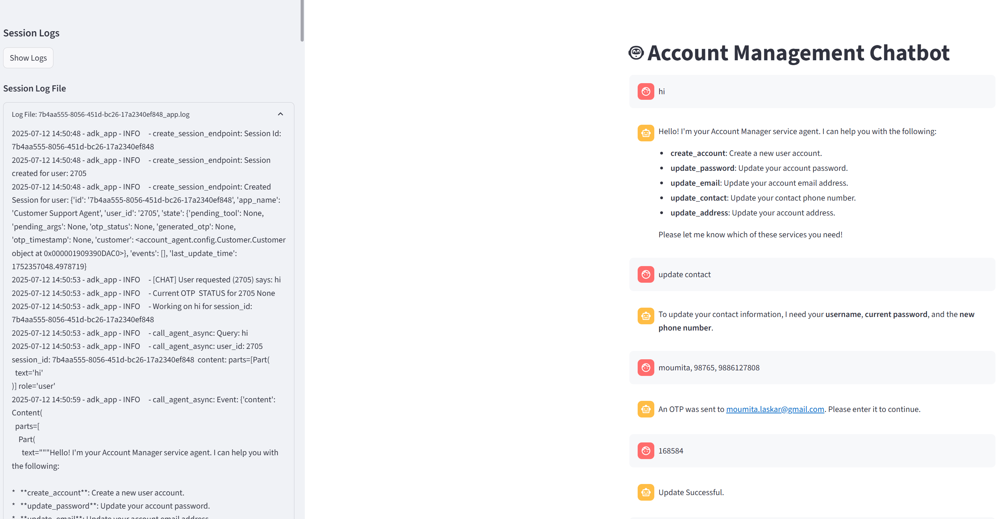 Session Logs
Show Logs
Session Log File
Log File: 7b4aa555-8056-451d-bc26-17a2340ef848_app.log
2025-07-12 14:50:48 - adk_app - INFO - create_session_endpoint: Session Id:
7b4aa555-8056-451d-bc26-17a2340ef848
2025-07-12 14:50:48 - adk_app - INFO - create_session_endpoint: Session
created for user: 2705
2025-07-12 14:50:48 - adk_app - INFO - create_session_endpoint: Created
Session for user: {'id': '7b4aa555-8056-451d-bc26-17a2340ef848', 'app_name':
'Customer Support Agent', 'user_id': '2705', 'state': {'pending_tool': None,
'pending_args': None, 'otp_status': None, 'generated_otp': None,
'otp_timestamp': None, 'customer': <account_agent.config.Customer.Customer
object at 0x000001909390DAC0>}, 'events': [], 'last_update_time':
1752357048.4978719}
2025-07-12 14:50:53 - adk_app - INFO - [CHAT] User requested (2705) says: hi
2025-07-12 14:50:53 - adk_app - INFO - Current OTP STATUS for 2705 None
2025-07-12 14:50:53 - adk_app - INFO - Working on hi for session_id:
7b4aa555-8056-451d-bc26-17a2340ef848
2025-07-12 14:50:53 - adk_app - INFO - call_agent_async: Query: hi
2025-07-12 14:50:53 - adk_app - INFO - call_agent_async: user_id: 2705
session_id: 7b4aa555-8056-451d-bc26-17a2340ef848 content: parts=[Part(
text='hi'
)] role='user'
2025-07-12 14:50:59 - adk_app - INFO - call_agent_async: Event: {'content':
Content(
parts=[
Part(
text="""Hello! I'm your Account Manager service agent. I can help you with
the following:
* **create_account**: Create a new user account.
* **update_password**: Update your account password.
* **update_email**: Update your account email address.
Account Management Chatbot
hi
Hello! I'm your Account Manager service agent. I can help you with the following:
• create_account: Create a new user account.
• update_password: Update your account password.
• update_email: Update your account email address.
• update_contact: Update your contact phone number.
• update_address: Update your account address.
Please let me know which of these services you need!
update contact
To update your contact information, I need your username, current password, and the new
phone number.
moumita, 98765, 9886127808
An OTP was sent to moumita.laskar@gmail.com. Please enter it to continue.
168584
Update Successful.